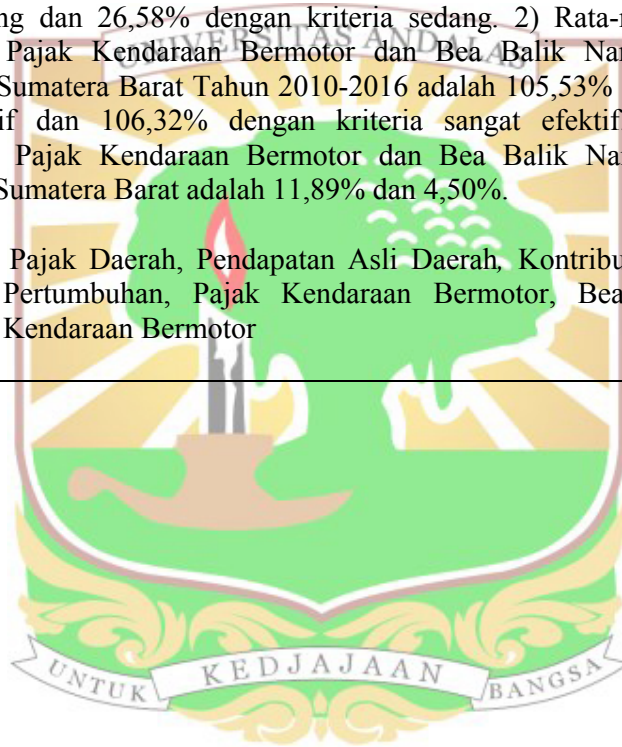 ng dan 26,58% dengan kriteria sedang. 2) Rata-r
Pajak Kendaraan Bermotor dan Bea Balik Nar
UNIVERSITAS ANDALAS
Sumatera Barat Tahun 2010-2016 adalah 105,53%
if dan 106,32% dengan kriteria sangat efektif
Pajak Kendaraan Bermotor dan Bea Balik Nar
Sumatera Barat adalah 11,89% dan 4,50%.
Pajak Daerah, Pendapatan Asli Daerah, Kontribu
Pertumbuhan, Pajak Kendaraan Bermotor, Bea
Kendaraan Bermotor
UNTUK KEDJAJAAN BANGSA